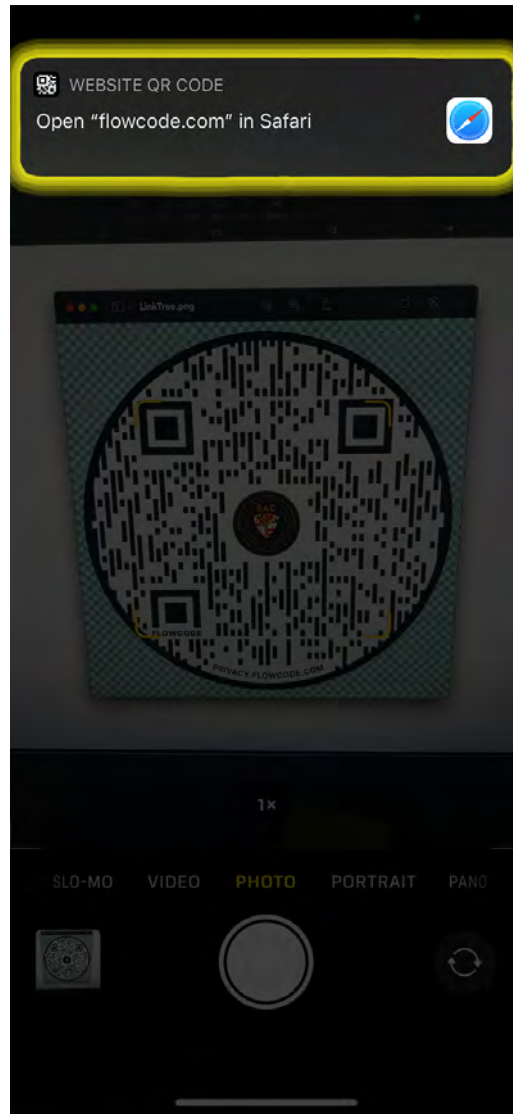 WEBSITE QR CODE
Open “flowcode.com” in Safari
LinkTree.png
SAC
FLOWCODE
PRIVACY.FLOWCODE.COM
1×
SLO-MO VIDEO PHOTO PORTRAIT PANO